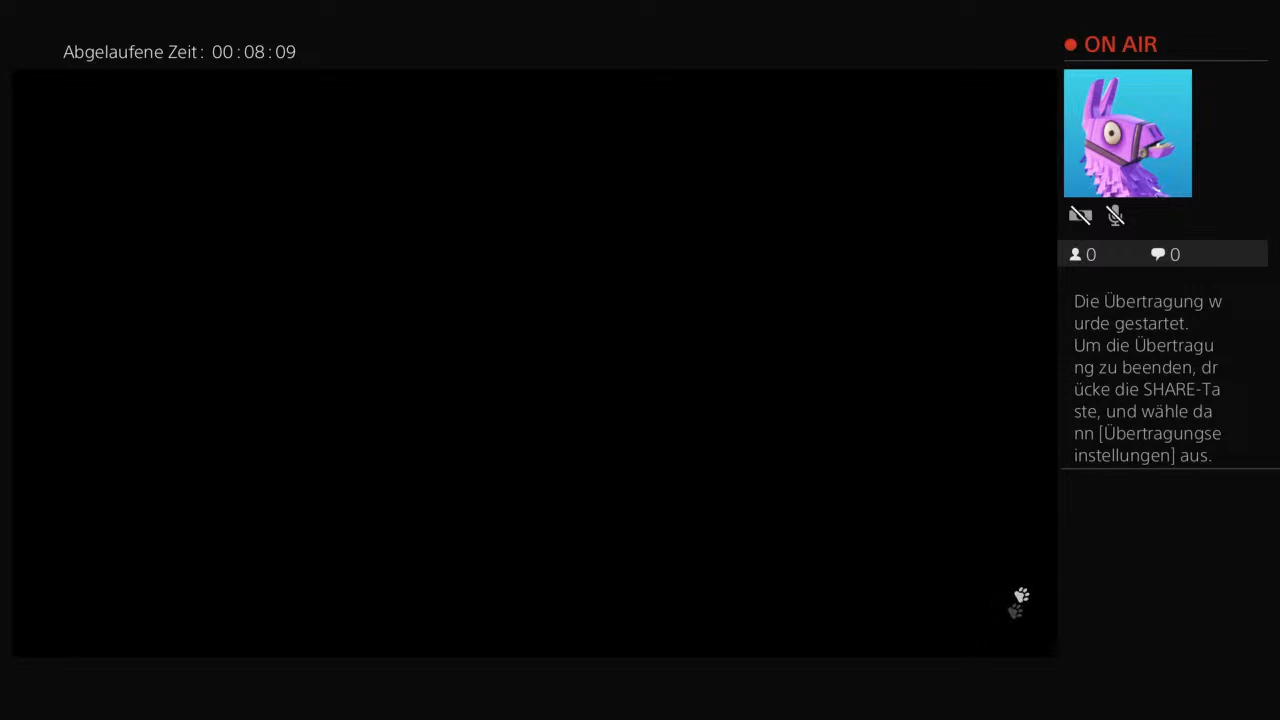 Abgelaufene Zeit: 00:08:09
ON AIR
0 0
Die Übertragung w
urde gestartet.
Um die Übertragu
ng zu beenden, dr
ücke die SHARE-Ta
ste, und wähle da
nn [Übertragungse
instellungen] aus.